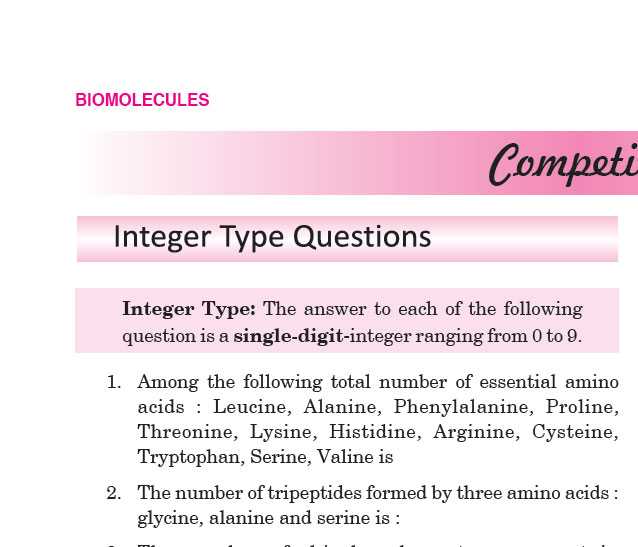 BIOMOLECULES
Competi
Integer Type Questions
Integer Type: The answer to each of the following
question is a single-digit-integer ranging from 0 to 9.
1. Among the following total number of essential amino
acids : Leucine, Alanine, Phenylalanine, Proline,
Threonine, Lysine, Histidine, Arginine, Cysteine,
Tryptophan, Serine, Valine is
2. The number of tripeptides formed by three amino acids :
glycine, alanine and serine is :